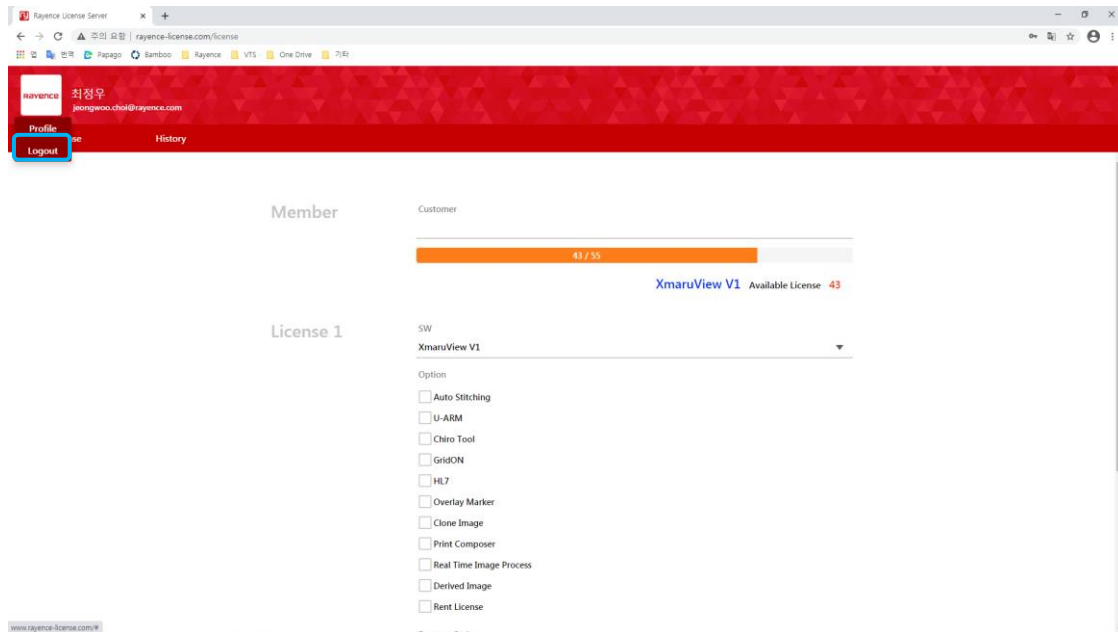 Rayence License Server
주의 요함 | rayence-license.com/license
앱 번역 Papago Bamboo Rayence VTS One Drive 기타
Rayence
최정우
jeongwoo.choi@rayence.com
Profile
History
Logout
Member
Customer
43 / 55
XmaruView V1 Available License 43
License 1
SW
XmaruView V1
Option
Auto Stitching
U-ARM
Chiro Tool
GridON
HL7
Overlay Marker
Clone Image
Print Composer
Real Time Image Process
Derived Image
Rent License
www.rayence-license.com/#